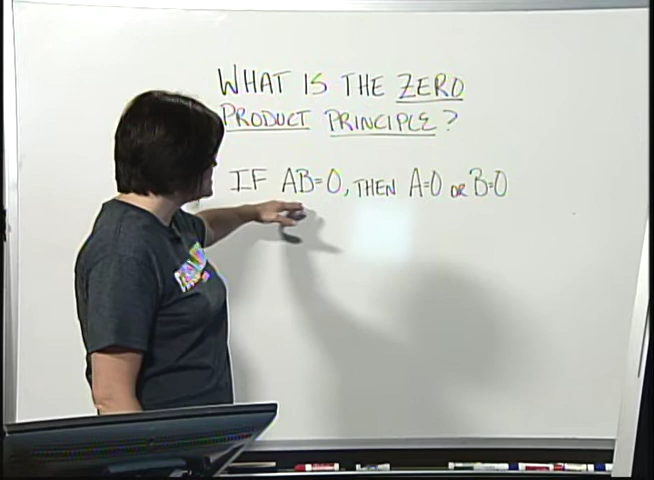 WHAT IS THE ZERO
PRODUCT PRINCIPLE?
IF AB=0, THEN A=0 OR B=0